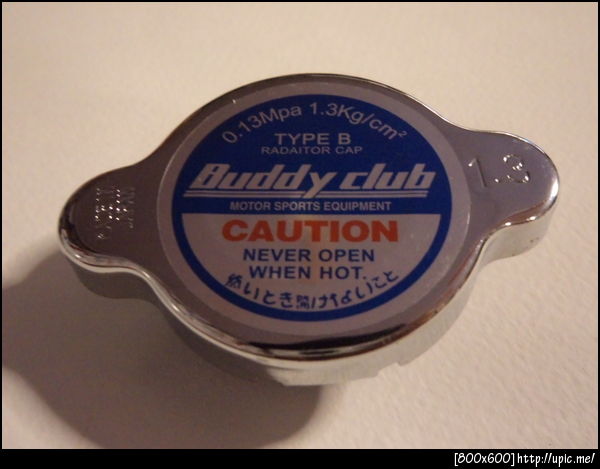 0.13Mpa 1.3Kg/cm²
TYPE B
RADAITOR CAP
Buddy club
MOTOR SPORTS EQUIPMENT
CAUTION
NEVER OPEN
WHEN HOT.
いとき開けないこと
1.3
[800x600]http://upic.me/